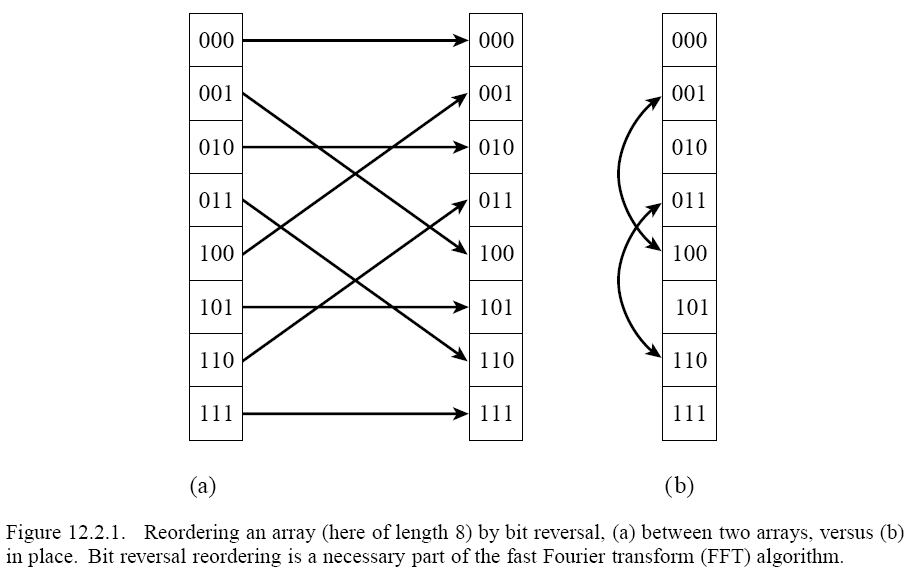 000 000 000
001 001 001
010 010 010
011 011 011
100 100 100
101 101 101
110 110 110
111 111 111
(a) (b)
Figure 12.2.1. Reordering an array (here of length 8) by bit reversal, (a) between two arrays, versus (b)
in place. Bit reversal reordering is a necessary part of the fast Fourier transform (FFT) algorithm.